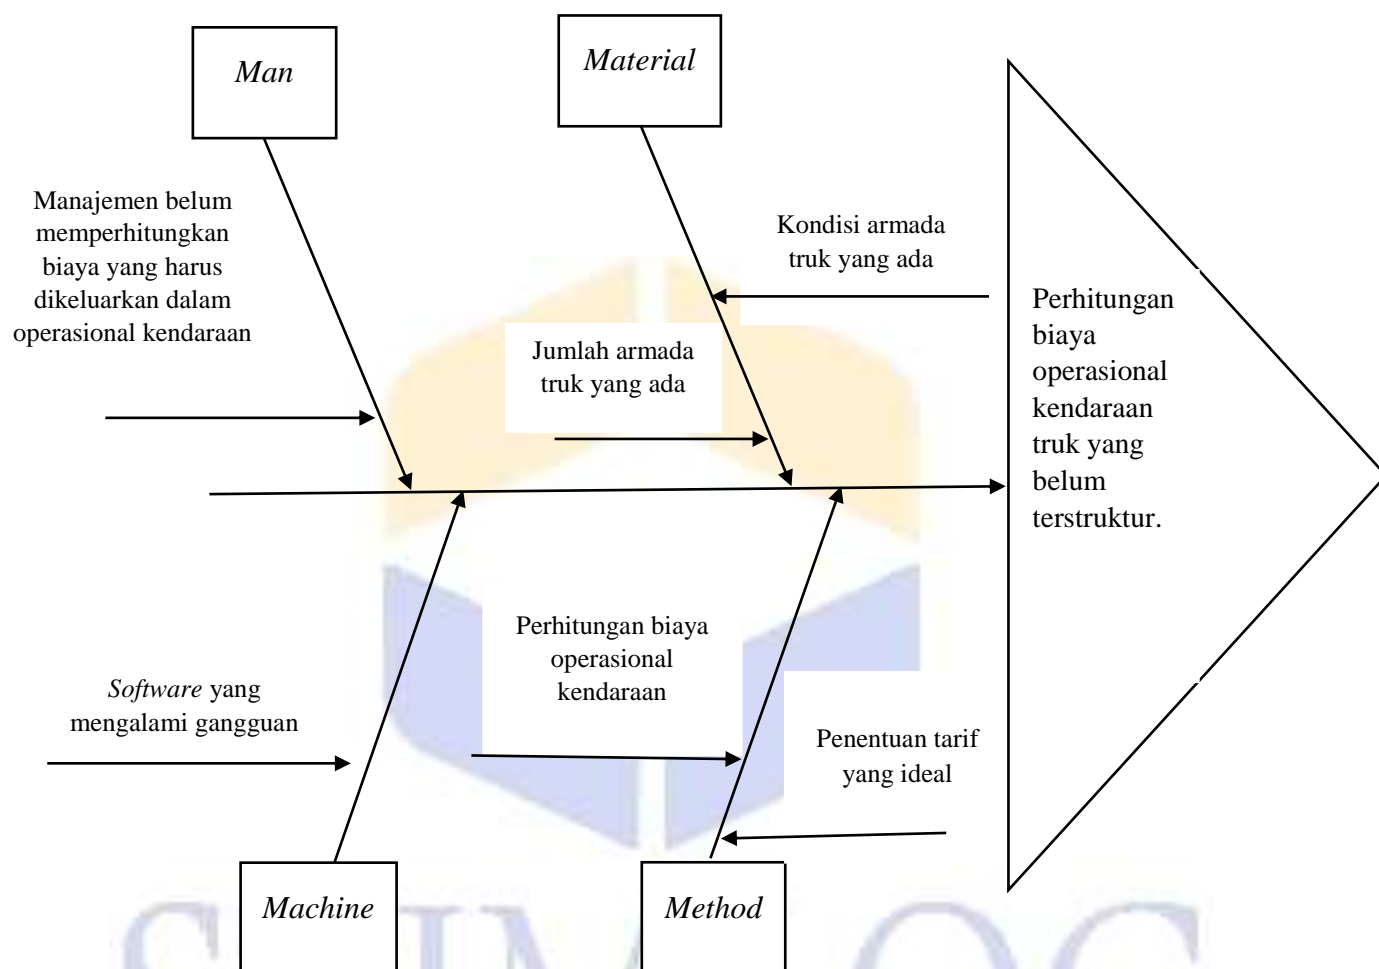 Man
Material
Manajemen belum
memperhitungkan
biaya yang harus
dikeluarkan dalam
operasional kendaraan
Kondisi armada
truk yang ada
Jumlah armada
truk yang ada
Perhitungan
biaya
operasional
kendaraan
truk yang
belum
terstruktur.
Software yang
mengalami gangguan
Perhitungan biaya
operasional
kendaraan
Penentuan tarif
yang ideal
Machine
Method